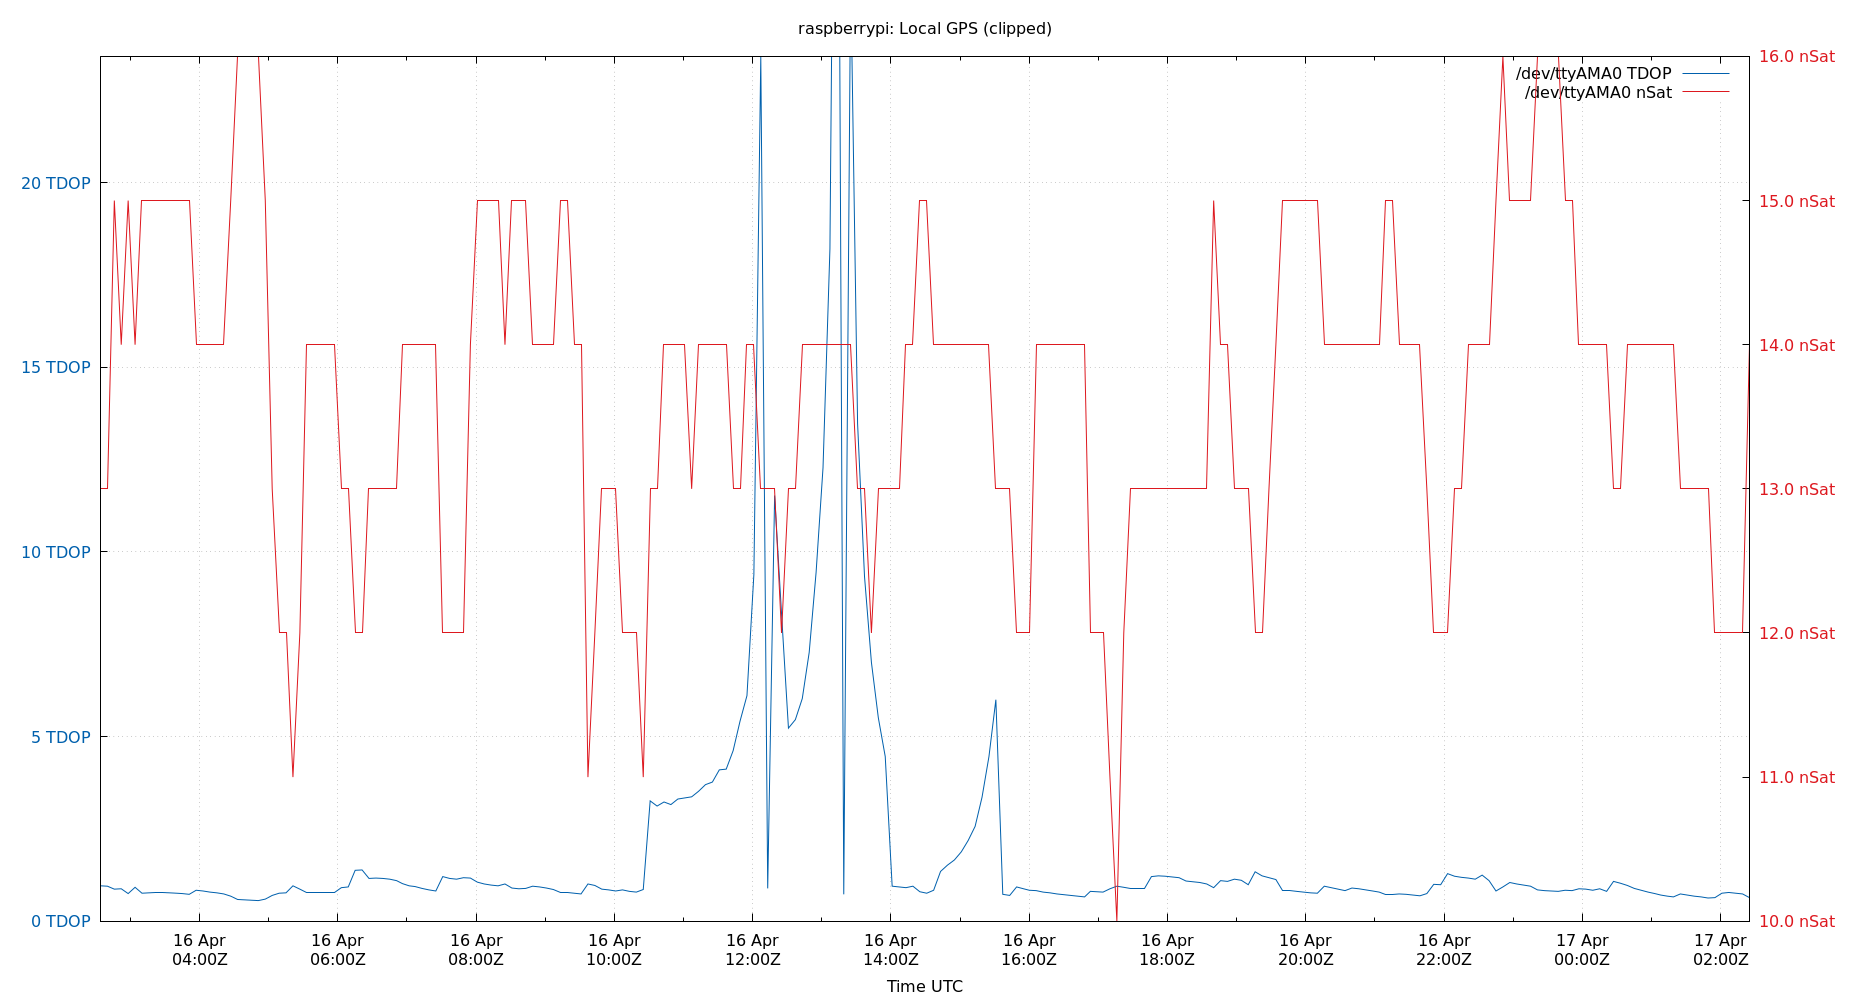 raspberrypi: Local GPS (clipped)
/dev/ttyAMA0 TDOP
/dev/ttyAMA0 nSat
20 TDOP
15 TDOP
10 TDOP
5 TDOP
0 TDOP
16.0 nSat
15.0 nSat
14.0 nSat
13.0 nSat
12.0 nSat
11.0 nSat
10.0 nSat
16 Apr 16 Apr 16 Apr 16 Apr 16 Apr 16 Apr 16 Apr 16 Apr 16 Apr 16 Apr 17 Apr 17 Apr
04:00Z 06:00Z 08:00Z 10:00Z 12:00Z 14:00Z 16:00Z 18:00Z 20:00Z 22:00Z 00:00Z 02:00Z
Time UTC